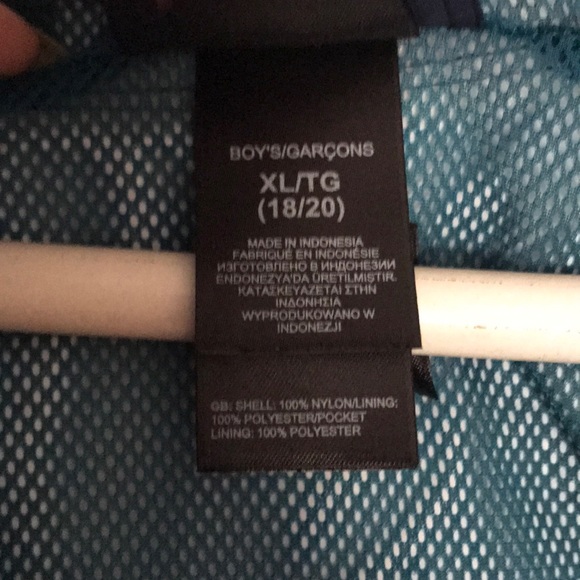 BOY'S/GARÇONS
XL/TG
(18/20)
MADE IN INDONESIA
FABRIQUÉ EN INDONÉSIE
ИЗГОТОВЛЕНО В ИНДОНЕЗИИ
ENDONEZYA'DA ÜRETILMISTIR.
ΚΑΤΑΣΚΕΥΑΖΕΤΑΙ ΣΤΗΝ
ΙΝΔΟΝΗΣΙΑ
WYPRODUKOWANO W
INDONEZJI
GB: SHELL: 100% NYLON/LINING:
100% POLYESTER/POCKET
LINING: 100% POLYESTER